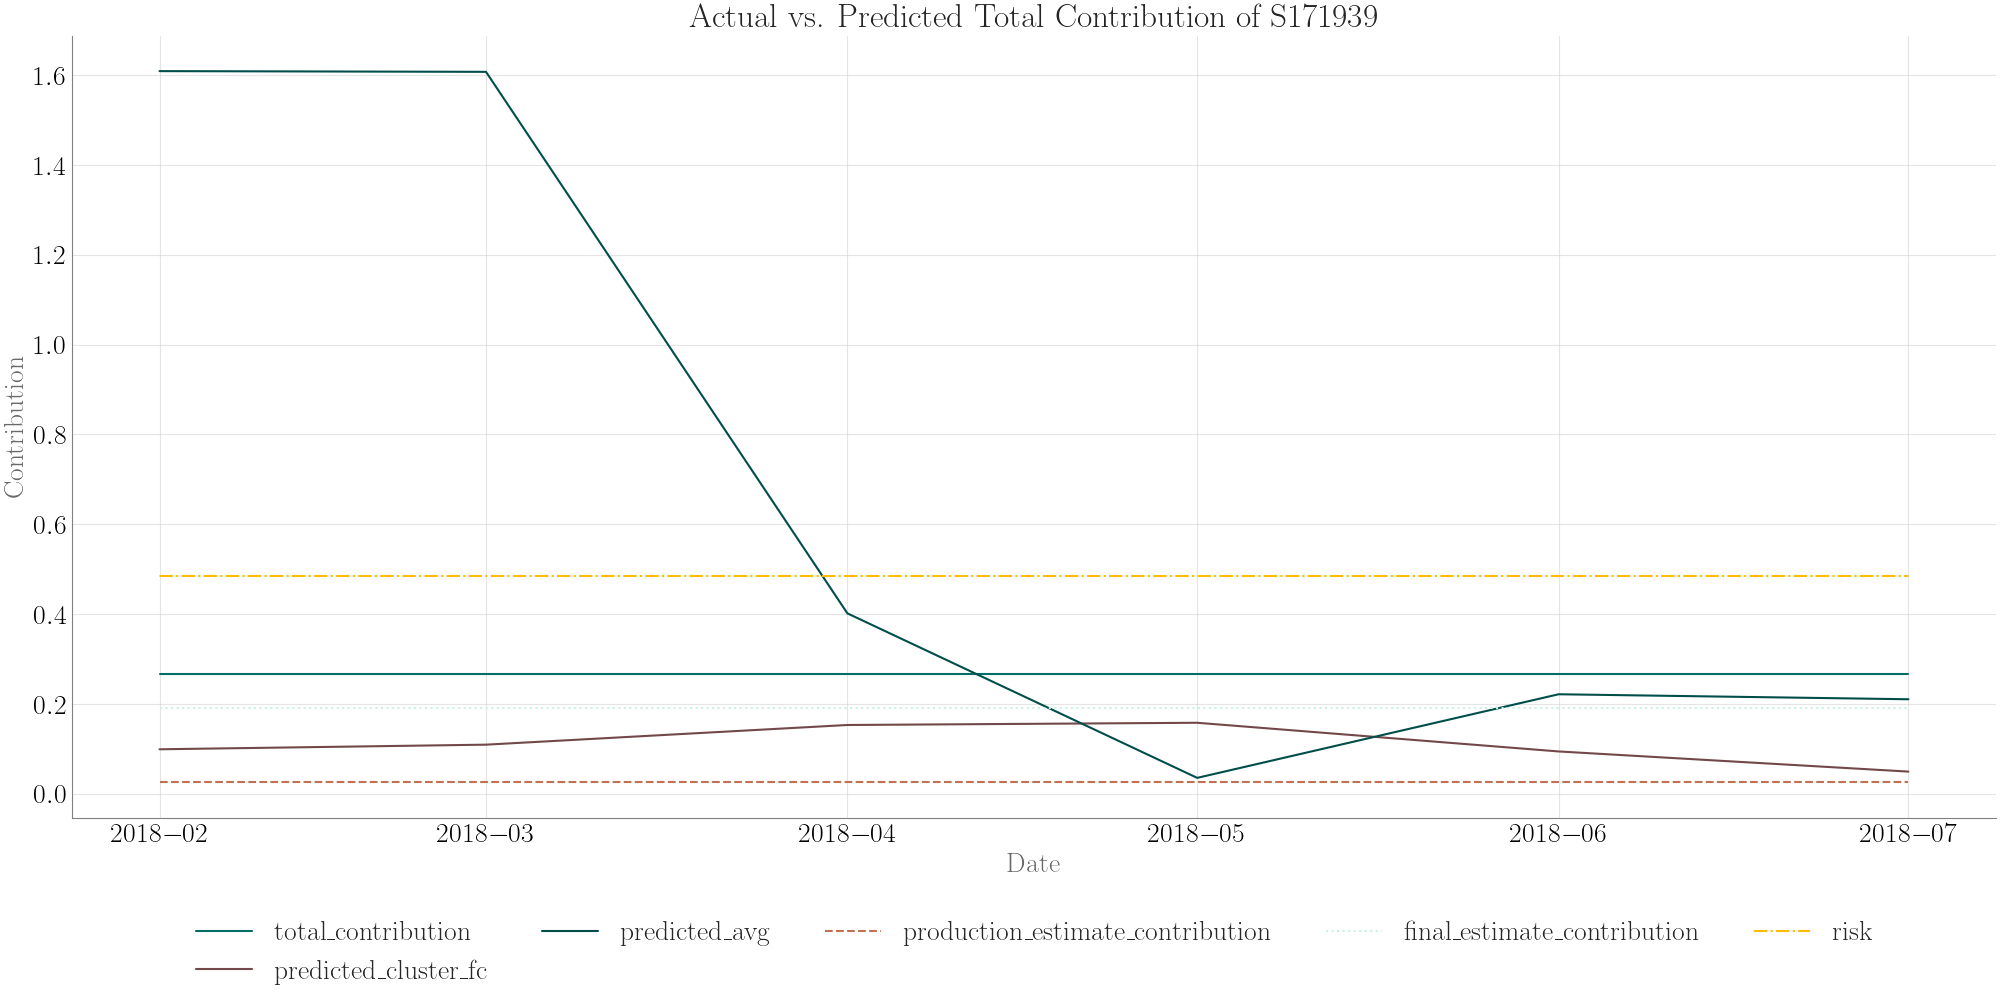 Actual vs. Predicted Total Contribution of S171939
1.6
1.4
1.2
1.0
0.8
0.6
0.4
0.2
0.0
Contribution
2018−02 2018−03 2018−04 2018−05 2018−06 2018−07
Date
total_contribution predicted_avg production_estimate_contribution final_estimate_contribution risk
predicted_cluster_fc